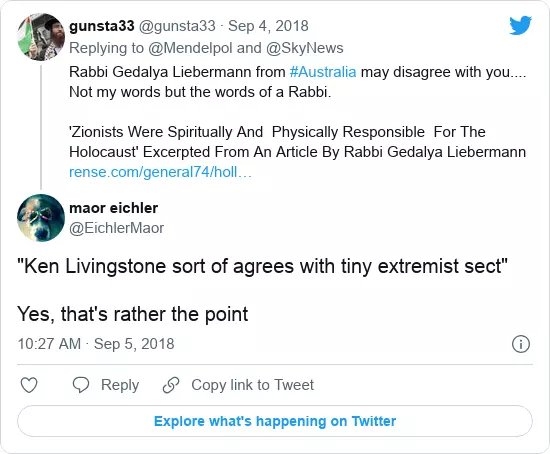 gunsta33 @gunsta33 · Sep 4, 2018
Replying to @Mendelpol and @SkyNews
Rabbi Gedalya Liebermann from #Australia may disagree with you....
Not my words but the words of a Rabbi.
'Zionists Were Spiritually And  Physically Responsible  For The
Holocaust' Excerpted From An Article By Rabbi Gedalya Liebermann
rense.com/general74/holl…
maor eichler
@EichlerMaor
"Ken Livingstone sort of agrees with tiny extremist sect"
Yes, that's rather the point
10:27 AM · Sep 5, 2018
Reply
Copy link to Tweet
Explore what's happening on Twitter